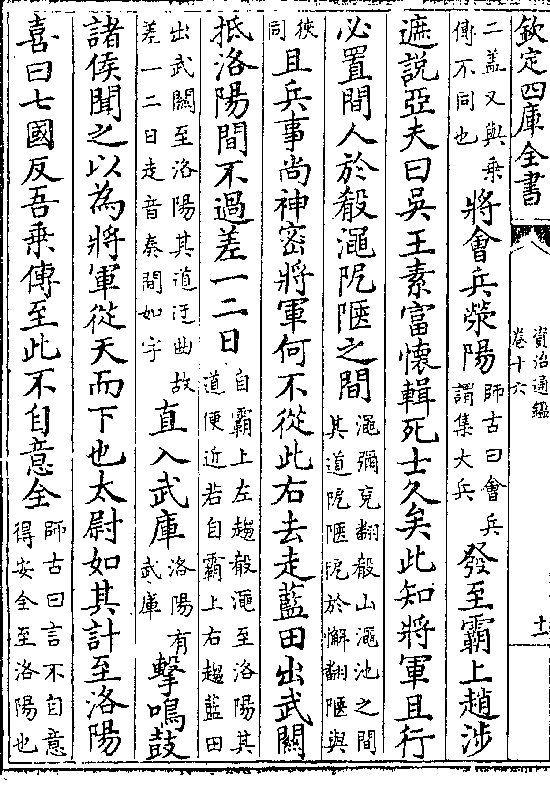 欽定四庫全書
資治通鑑
卷十六
十一
二蓋又與乘
傳不同也
將會兵滎陽
師古曰會兵
謂集大兵
發至霸上趙涉
遮說亞夫曰吳王素富懷輯死士久矣此知將軍且行
必置間人於殽澠阸陿之間
澠彌兖翻殽山澠池之間
其道阸陿阸於懈翻陿與
狹
同
且兵事尚神密將軍何不從此右去走藍田出武關
抵洛陽間不過差一二日
自霸上左趨殽澠至洛陽其
道便近若自霸上右趨藍田
出武關至洛陽其道迂曲故
差一二日走音奏間如字
直入武庫
洛陽有
武庫
擊鳴鼓
諸侯聞之以為將軍從天而下也太尉如其計至洛陽
喜曰七國反吾乘傳至此不自意全
師古曰言不自意
得安全至洛陽也